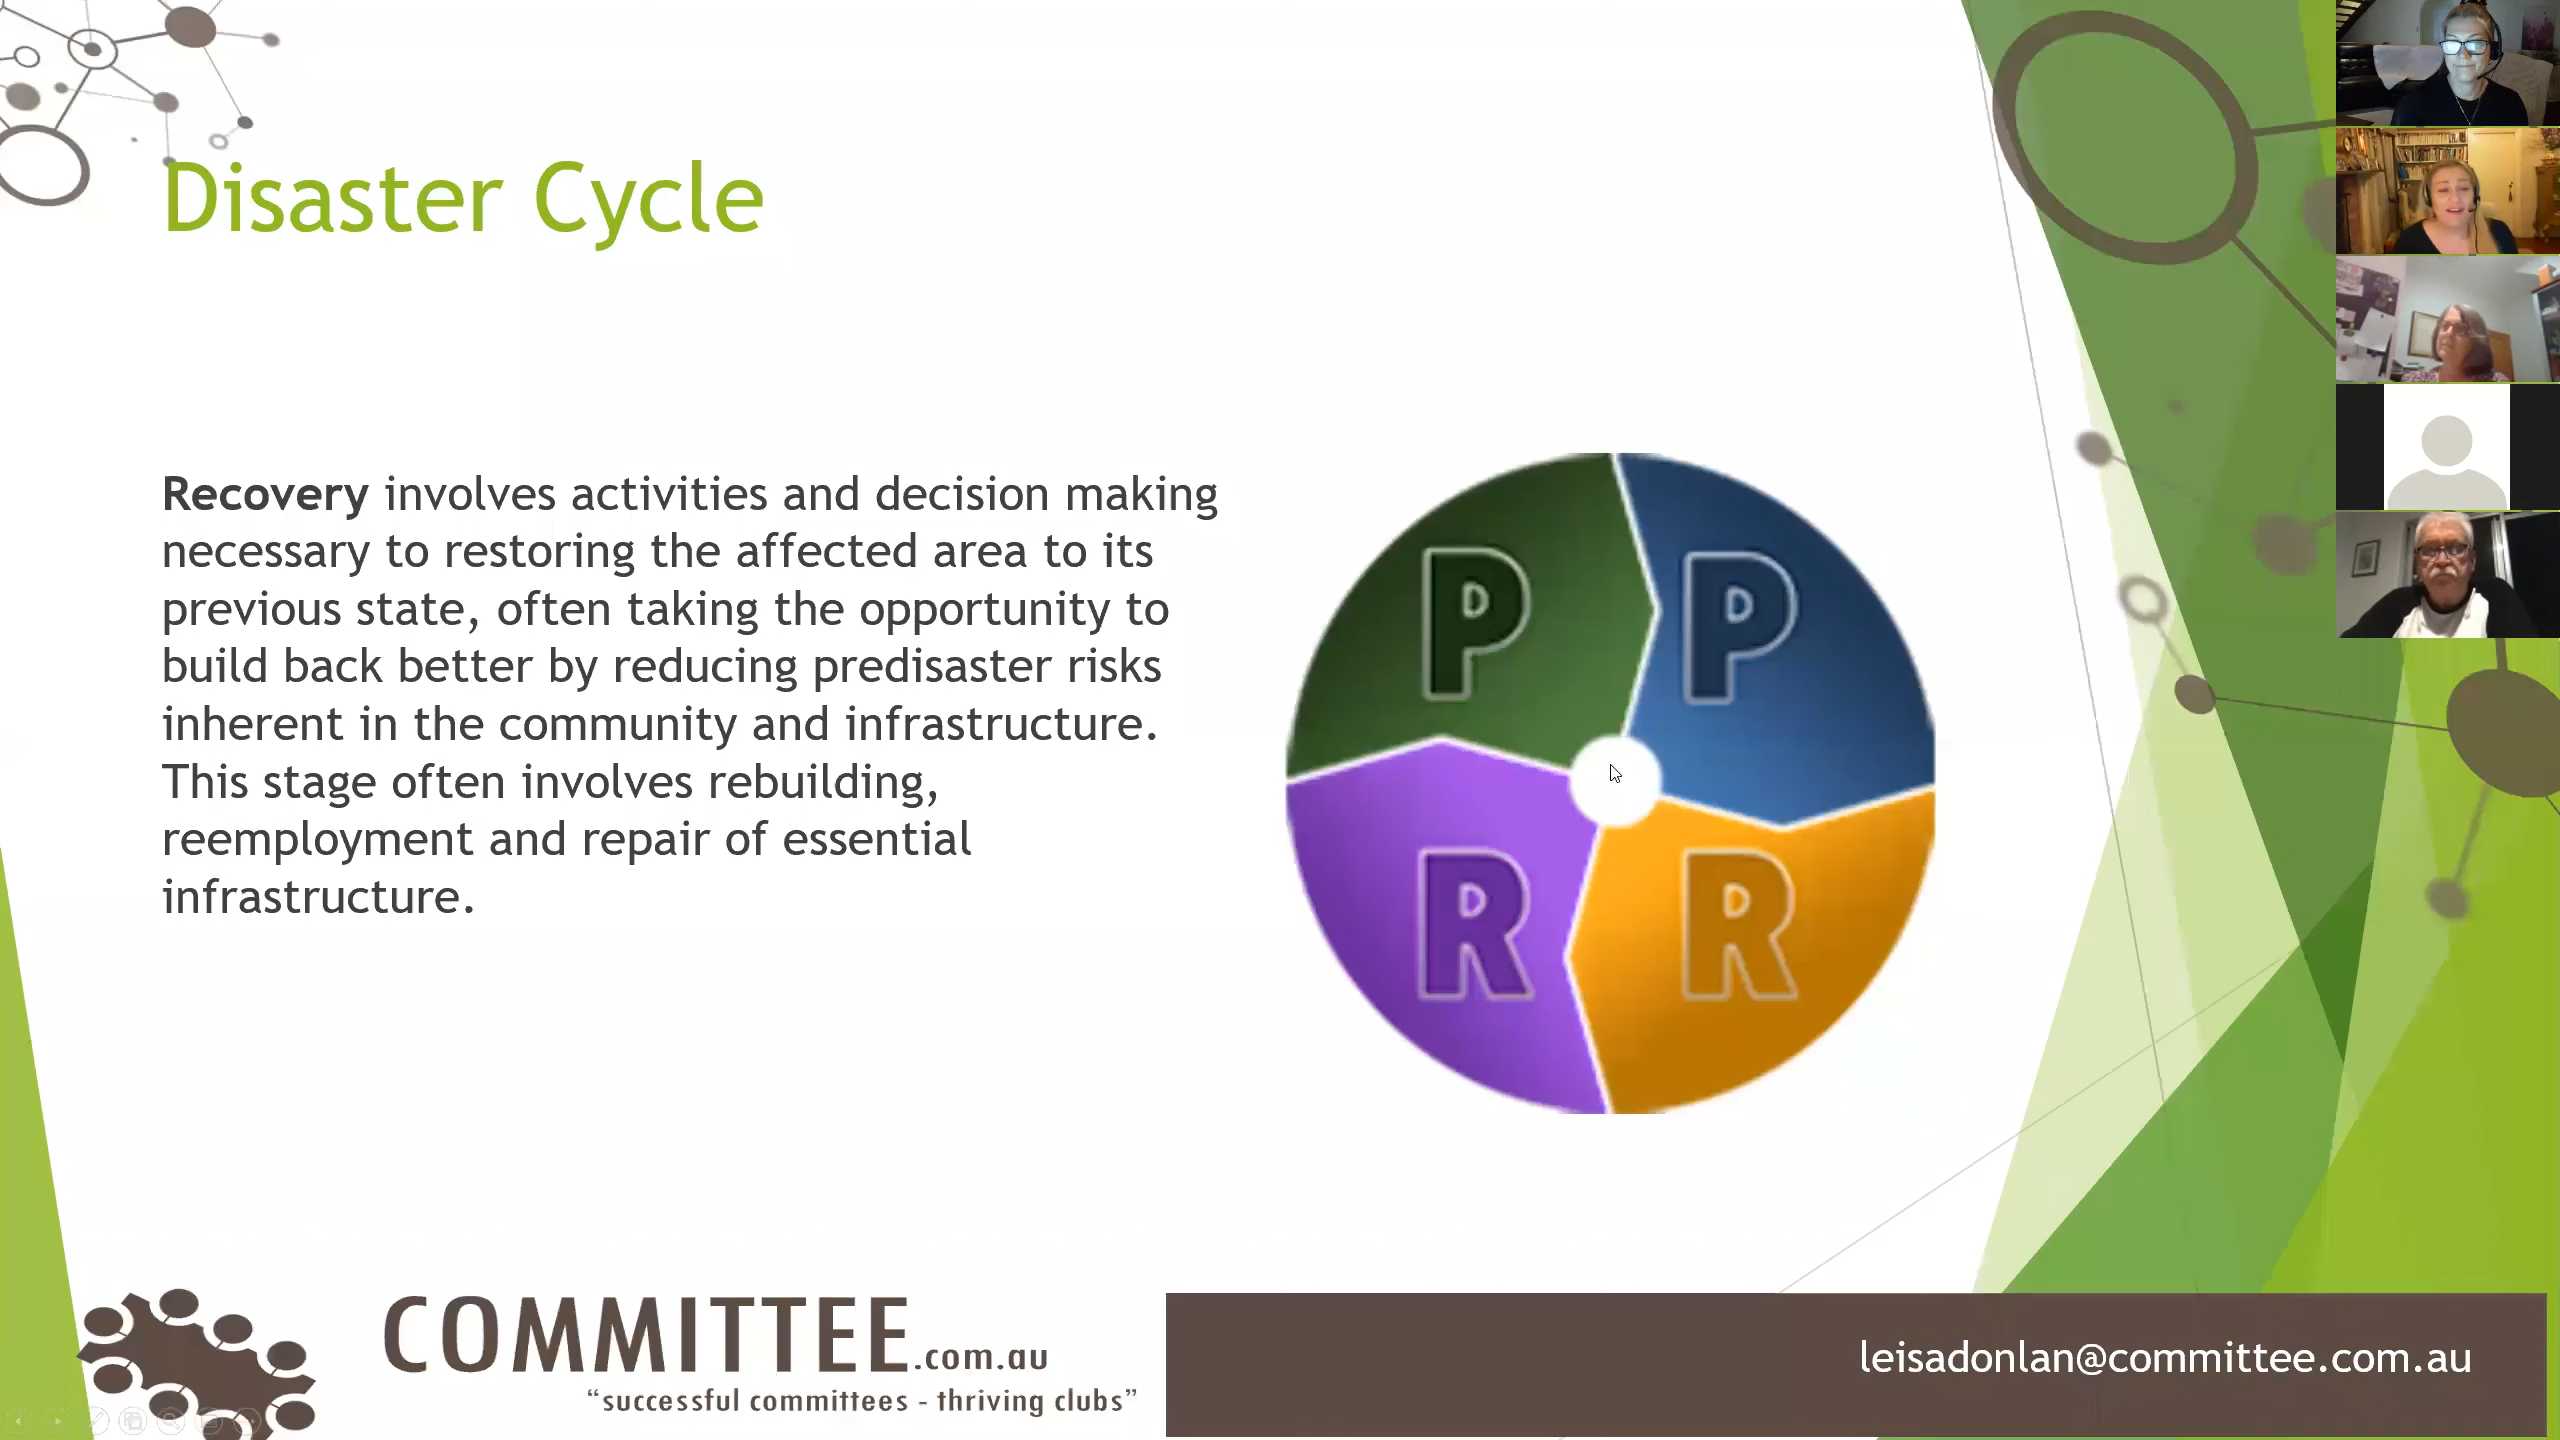 Disaster Cycle
Recovery involves activities and decision making
necessary to restoring the affected area to its
previous state, often taking the opportunity to
build back better by reducing predisaster risks
inherent in the community and infrastructure.
This stage often involves rebuilding,
reemployment and repair of essential
infrastructure.
P P
R R
COMMITTEE.com.au
“successful committees - thriving clubs”
leisadonlan@committee.com.au